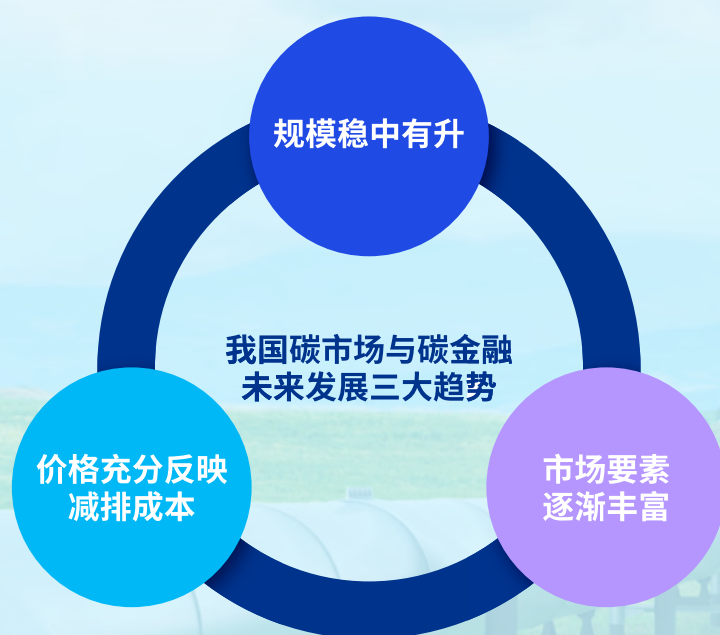 规模稳中有升
我国碳市场与碳金融
未来发展三大趋势
价格充分反映
减排成本
市场要素
逐渐丰富